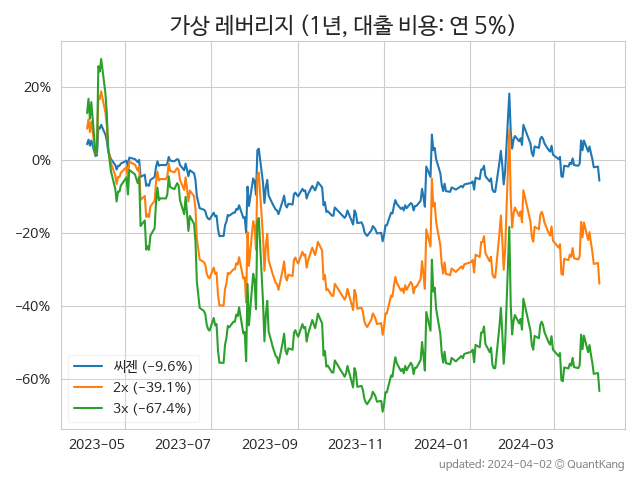 가상 레버리지 (1년, 대출 비용: 연 5%)
20%
0%
−20%
−40%
−60%
씨젠 (−9.6%)
2x (−39.1%)
3x (−67.4%)
2023−05 2023−07 2023−09 2023−11 2024−01 2024−03
updated: 2024−04−02 © QuantKang